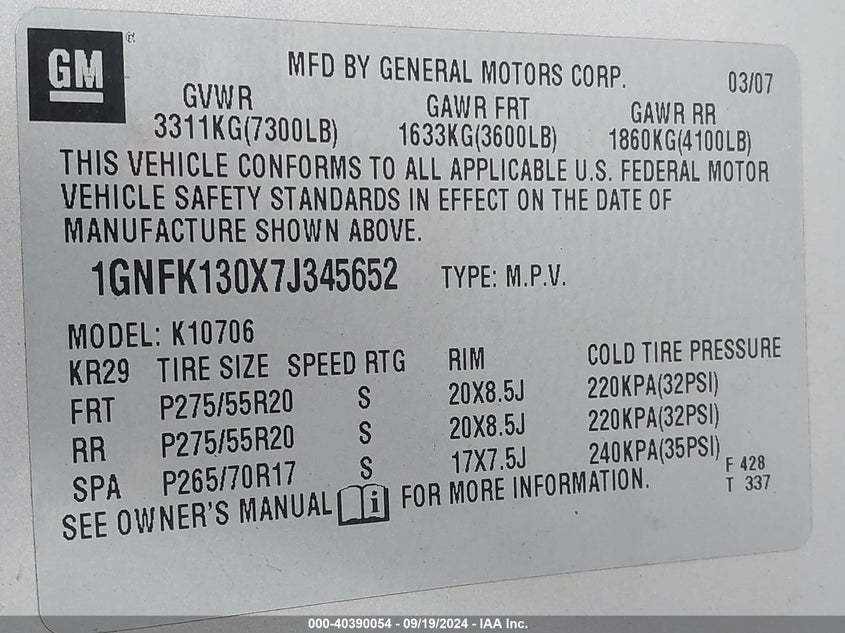 GM
MFD BY GENERAL MOTORS CORP. 03/07
GVWR GAWR FRT GAWR RR
3311KG(7300LB) 1633KG(3600LB) 1860KG(4100LB)
THIS VEHICLE CONFORMS TO ALL APPLICABLE U.S. FEDERAL MOTOR
VEHICLE SAFETY STANDARDS IN EFFECT ON THE DATE OF
MANUFACTURE SHOWN ABOVE.
1GNFK130X7J345652 TYPE: M.P.V.
MODEL: K10706
KR29 TIRE SIZE SPEED RTG RIM COLD TIRE PRESSURE
FRT P275/55R20 S 20X8.5J 220KPA(32PSI)
RR P275/55R20 S 20X8.5J 220KPA(32PSI)
SPA P265/70R17 S 17X7.5J 240KPA(35PSI)
F 428
T 337
SEE OWNER'S MANUAL i FOR MORE INFORMATION.
000-40390054 - 09/19/2024 - IAA Inc.